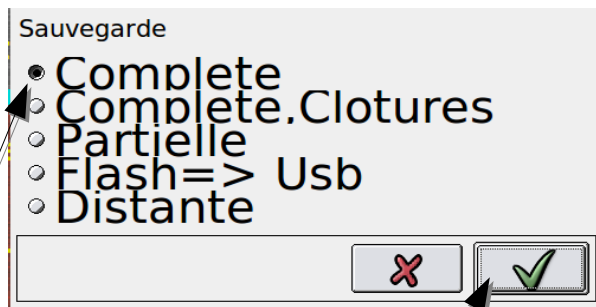 Sauvegarde
Complete
Complete,Clotures
Partielle
Flash=> Usb
Distante